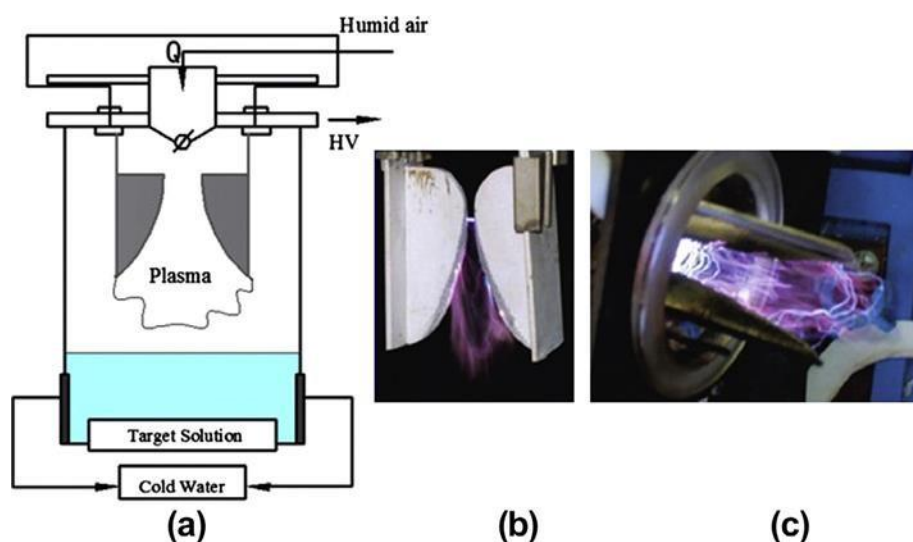 Humid air
Q
HV
Plasma
Target Solution
Cold Water
(a)
(b)
(c)